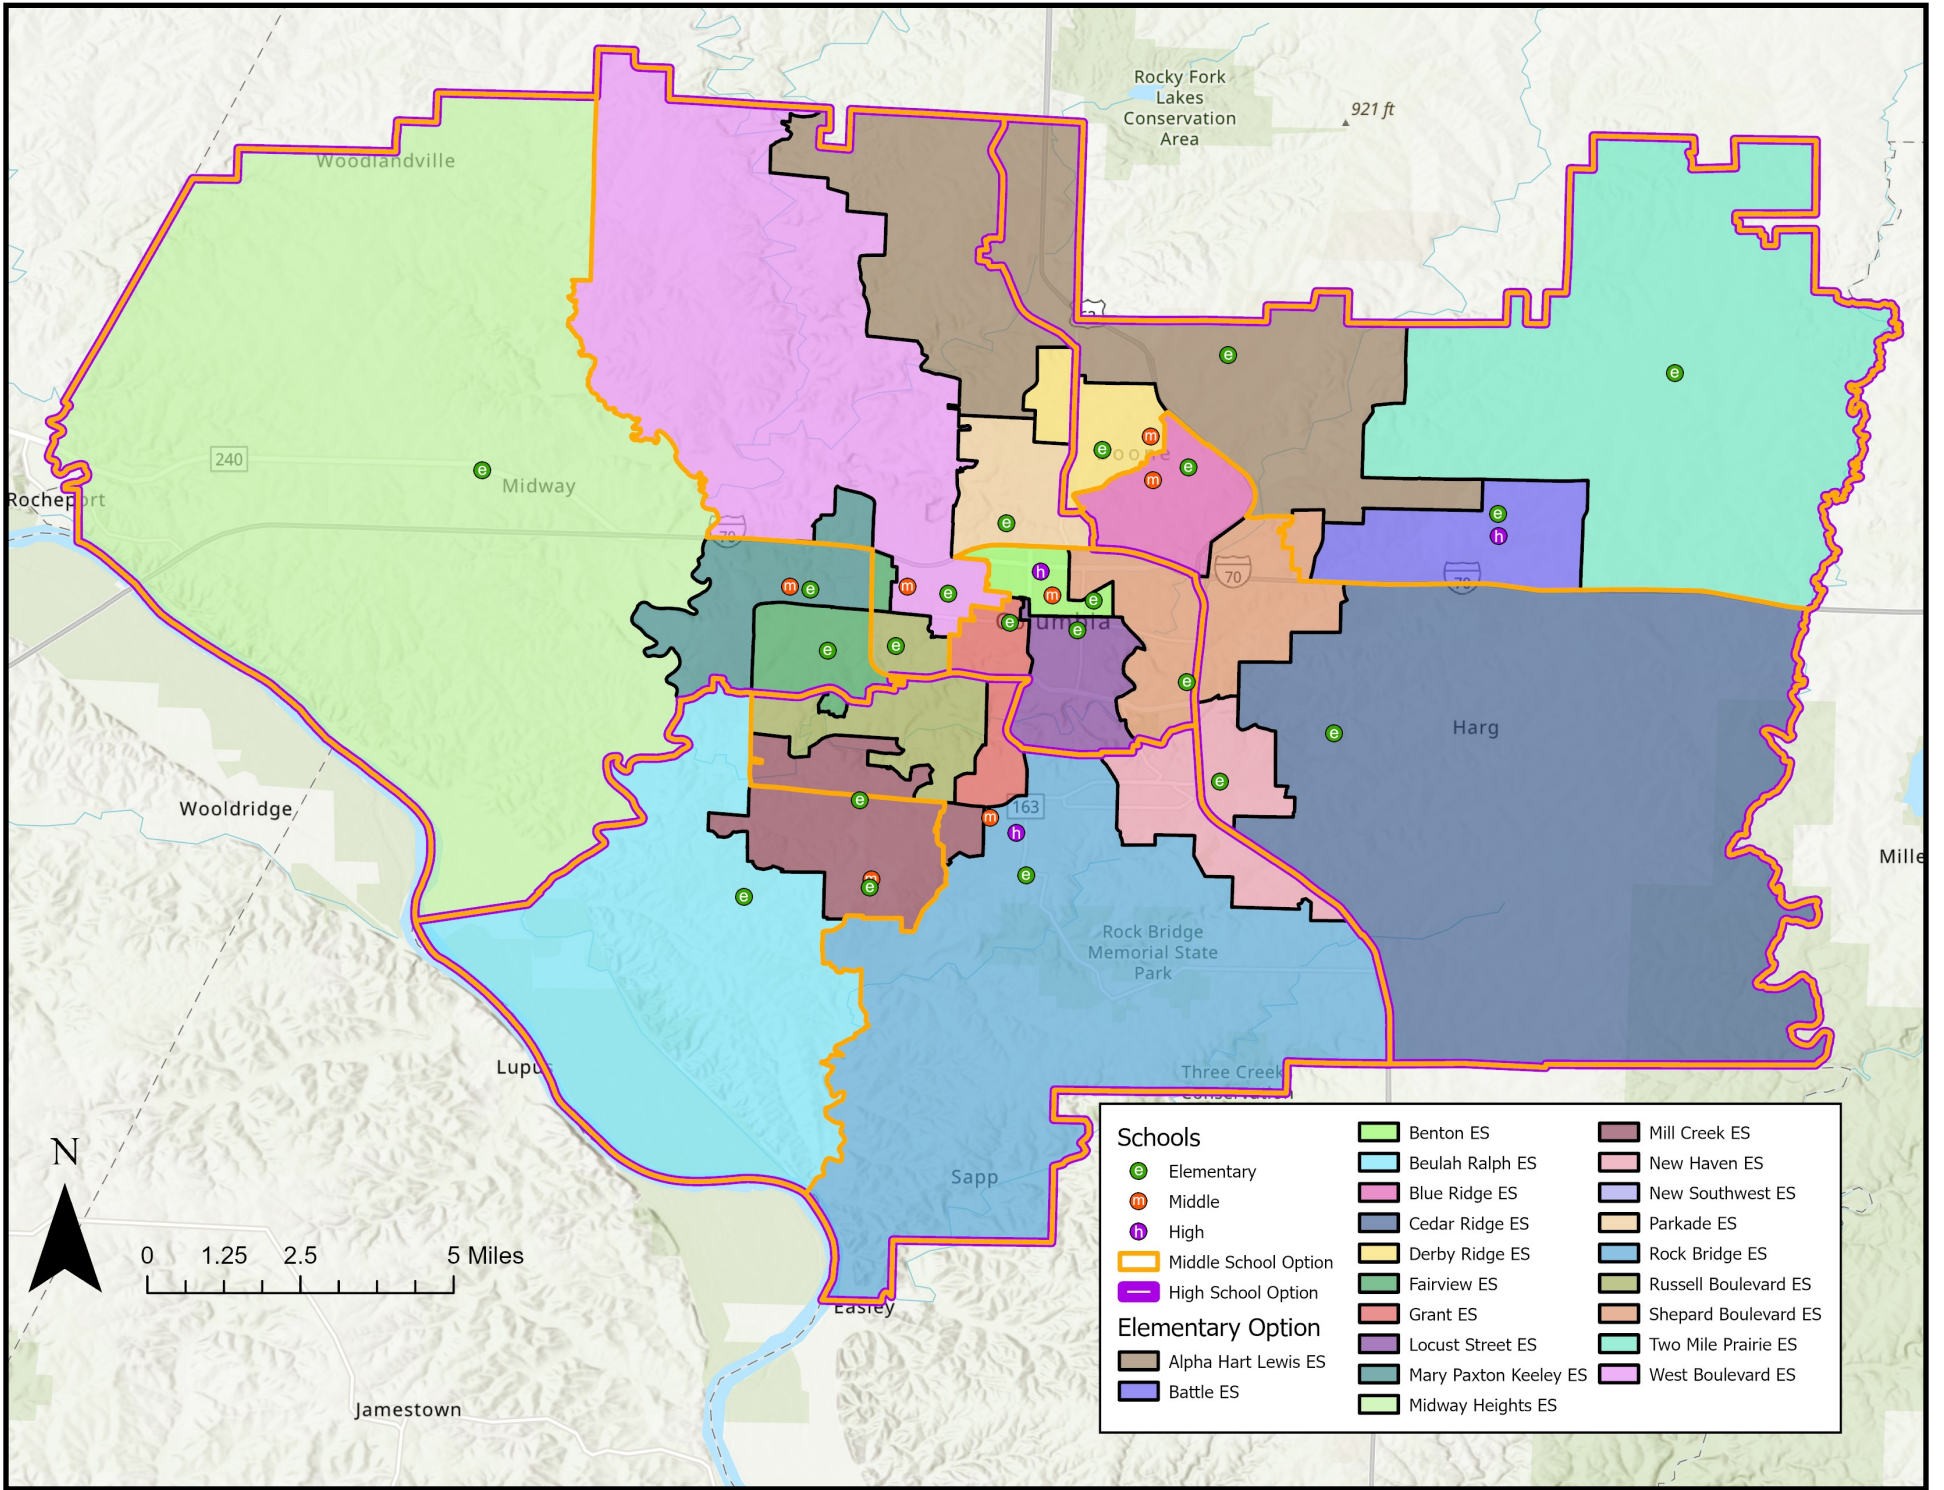 Rocky Fork
Lakes
Conservation
Area
921 ft
Woodlandville
240
Midway
Rocheport
70
70
70
Columbia
Harg
Wooldridge
163
Mille
Rock Bridge
Memorial State
Park
Lupus
Three Creek
Conservation
Sapp
Easley
Jamestown
N
0 1.25 2.5 5 Miles
Schools
e Elementary
m Middle
h High
Middle School Option
High School Option
Elementary Option
Alpha Hart Lewis ES
Battle ES
Benton ES
Beulah Ralph ES
Blue Ridge ES
Cedar Ridge ES
Derby Ridge ES
Fairview ES
Grant ES
Locust Street ES
Mary Paxton Keeley ES
Midway Heights ES
Mill Creek ES
New Haven ES
New Southwest ES
Parkade ES
Rock Bridge ES
Russell Boulevard ES
Shepard Boulevard ES
Two Mile Prairie ES
West Boulevard ES